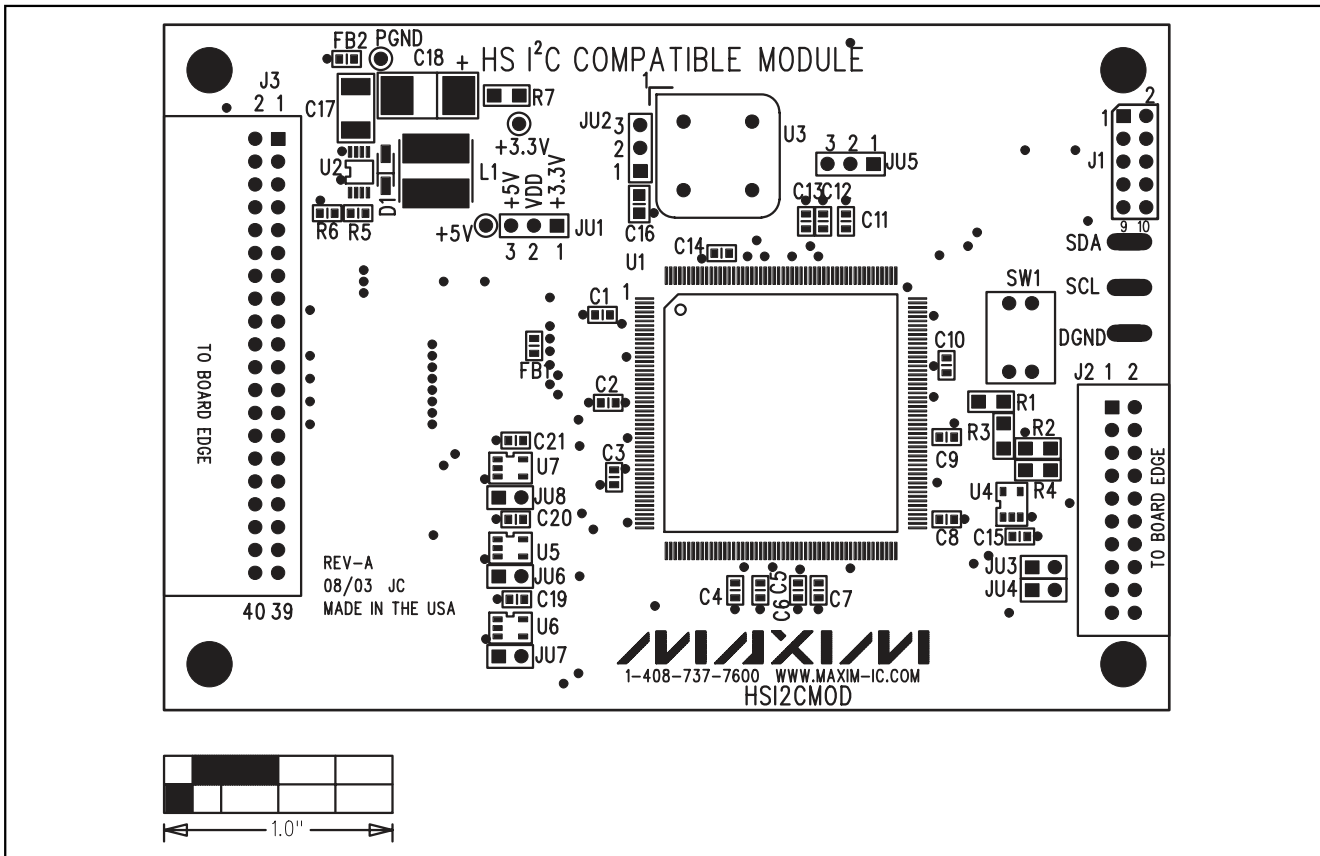 HS I²C COMPATIBLE MODULE
FB2
PGND
C18
+
J3
2 1
C17
R7
+3.3V
U2
D1
L1
R6
R5
+5V
+5V
VDD
+3.3V
JU1
3 2 1
JU2
3
2
1
1
U3
C16
3 2 1
JU5
C13
C12
C11
C14
U1
1
2
1
J1
9 10
SDA
SCL
DGND
SW1
C1
FB1
C2
C3
C10
C9
C8
J2 1 2
R1
R3
R2
R4
U4
C15
JU3
JU4
TO BOARD EDGE
TO BOARD EDGE
C21
U7
JU8
C20
U5
JU6
C19
U6
JU7
C4
C6
C5
C7
REV-A
08/03 JC
MADE IN THE USA
40 39
MAXIM
1-408-737-7600 WWW.MAXIM-IC.COM
HSI2CMOD
1.0"